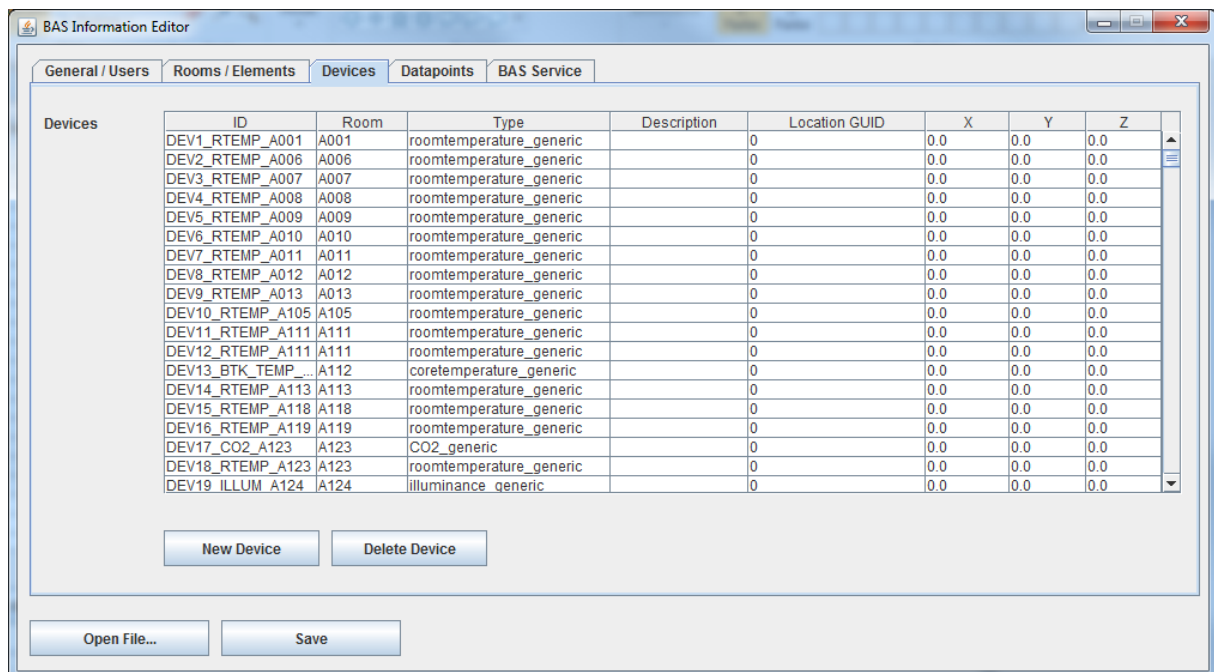 BAS Information Editor
General / Users Rooms / Elements Devices Datapoints BAS Service
Devices
ID Room Type Description Location GUID X Y Z
DEV1_RTEMP_A001 A001 roomtemperature_generic 0 0.0 0.0 0.0
DEV2_RTEMP_A006 A006 roomtemperature_generic 0 0.0 0.0 0.0
DEV3_RTEMP_A007 A007 roomtemperature_generic 0 0.0 0.0 0.0
DEV4_RTEMP_A008 A008 roomtemperature_generic 0 0.0 0.0 0.0
DEV5_RTEMP_A009 A009 roomtemperature_generic 0 0.0 0.0 0.0
DEV6_RTEMP_A010 A010 roomtemperature_generic 0 0.0 0.0 0.0
DEV7_RTEMP_A011 A011 roomtemperature_generic 0 0.0 0.0 0.0
DEV8_RTEMP_A012 A012 roomtemperature_generic 0 0.0 0.0 0.0
DEV9_RTEMP_A013 A013 roomtemperature_generic 0 0.0 0.0 0.0
DEV10_RTEMP_A105 A105 roomtemperature_generic 0 0.0 0.0 0.0
DEV11_RTEMP_A111 A111 roomtemperature_generic 0 0.0 0.0 0.0
DEV12_RTEMP_A111 A111 roomtemperature_generic 0 0.0 0.0 0.0
DEV13_BTK_TEMP_... A112 coretemperature_generic 0 0.0 0.0 0.0
DEV14_RTEMP_A113 A113 roomtemperature_generic 0 0.0 0.0 0.0
DEV15_RTEMP_A118 A118 roomtemperature_generic 0 0.0 0.0 0.0
DEV16_RTEMP_A119 A119 roomtemperature_generic 0 0.0 0.0 0.0
DEV17_CO2_A123 A123 CO2_generic 0 0.0 0.0 0.0
DEV18_RTEMP_A123 A123 roomtemperature_generic 0 0.0 0.0 0.0
DEV19_ILLUM_A124 A124 illuminance_generic 0 0.0 0.0 0.0
New Device Delete Device
Open File... Save